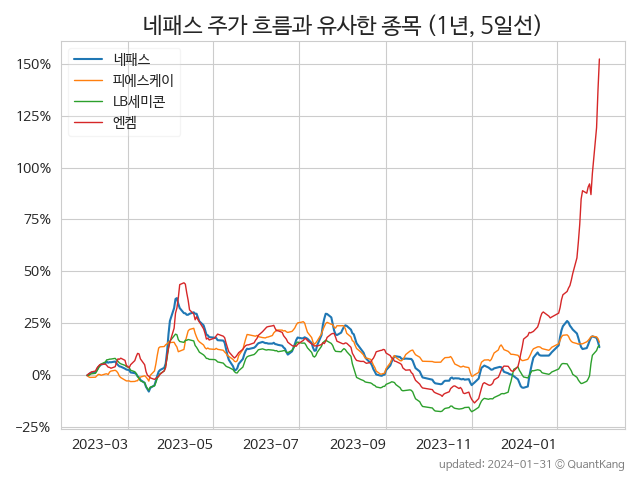 네패스 주가 흐름과 유사한 종목 (1년, 5일선)
150%
125%
100%
75%
50%
25%
0%
−25%
네패스
피에스케이
LB세미콘
엔켐
2023-03 2023-05 2023-07 2023-09 2023-11 2024-01
updated: 2024-01-31 © QuantKang